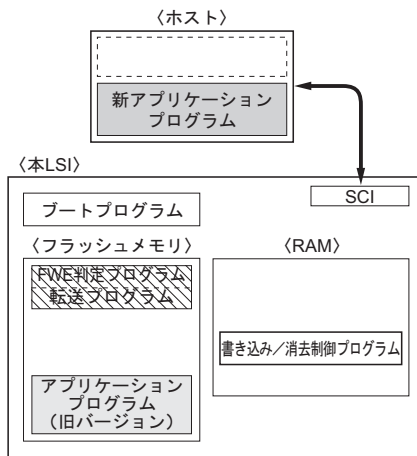 〈ホスト〉
新アプリケーション
プログラム
〈本LSI〉
SCI
ブートプログラム
〈フラッシュメモリ〉
〈RAM〉
FWE判定プログラム
転送プログラム
書き込み／消去制御プログラム
アプリケーション
プログラム
（旧バージョン）